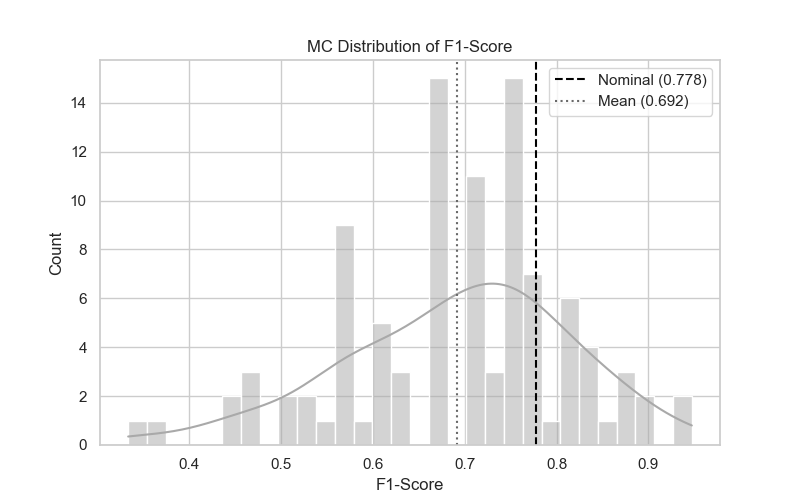 MC Distribution of F1-Score
Nominal (0.778)
Mean (0.692)
14
12
10
8
6
4
2
0
Count
0.4 0.5 0.6 0.7 0.8 0.9
F1-Score